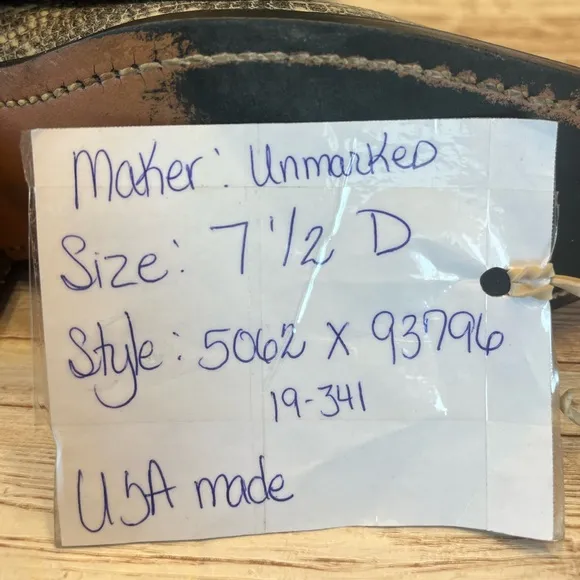 Maker: Unmarked
Size: 7 1/2 D
Style: 5062 X 93796
19-341
USA made